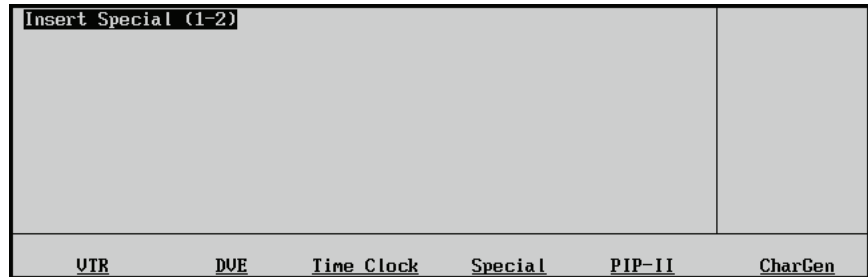 Insert Special (1-2)
VTR DVE Time Clock Special PIP-II CharGen